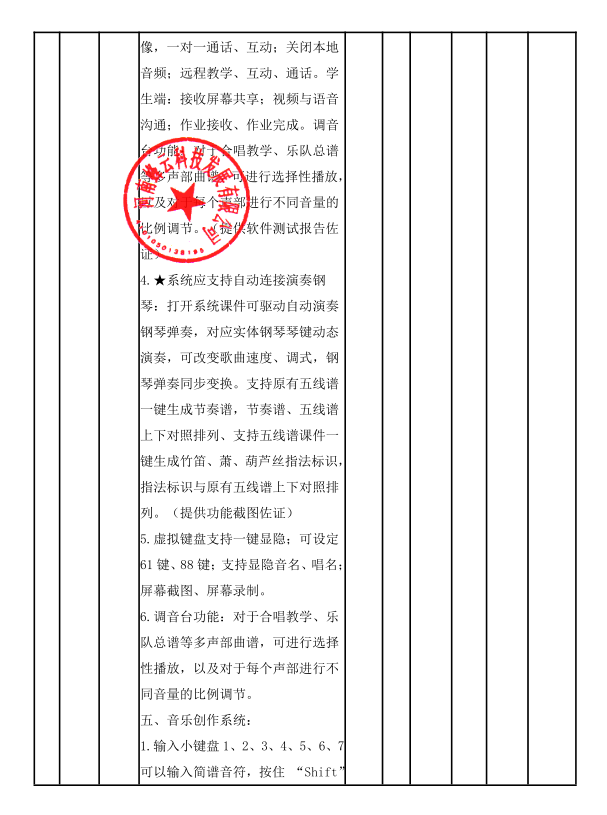 像，一对一通话、互动；关闭本地
音频；远程教学、互动、通话。学
生端：接收屏幕共享；视频与语音
沟通；作业接收、作业完成。调音
台功能：对于合唱教学、乐队总谱
等多声部曲谱，可进行选择性播放，
以及对于每个声部进行不同音量的
比例调节。（提供软件测试报告佐
证）
4.★系统应支持自动连接演奏钢
琴：打开系统课件可驱动自动演奏
钢琴弹奏，对应实体钢琴琴键动态
演奏，可改变歌曲速度、调式，钢
琴弹奏同步变换。支持原有五线谱
一键生成节奏谱，节奏谱、五线谱
上下对照排列、支持五线谱课件一
键生成竹笛、萧、葫芦丝指法标识，
指法标识与原有五线谱上下对照排
列。（提供功能截图佐证）
5.虚拟键盘支持一键显隐；可设定
61键、88键；支持显隐音名、唱名；
屏幕截图、屏幕录制。
6.调音台功能：对于合唱教学、乐
队总谱等多声部曲谱，可进行选择
性播放，以及对于每个声部进行不
同音量的比例调节。
五、音乐创作系统：
1.输入小键盘1、2、3、4、5、6、7
可以输入简谱音符，按住 “Shift”